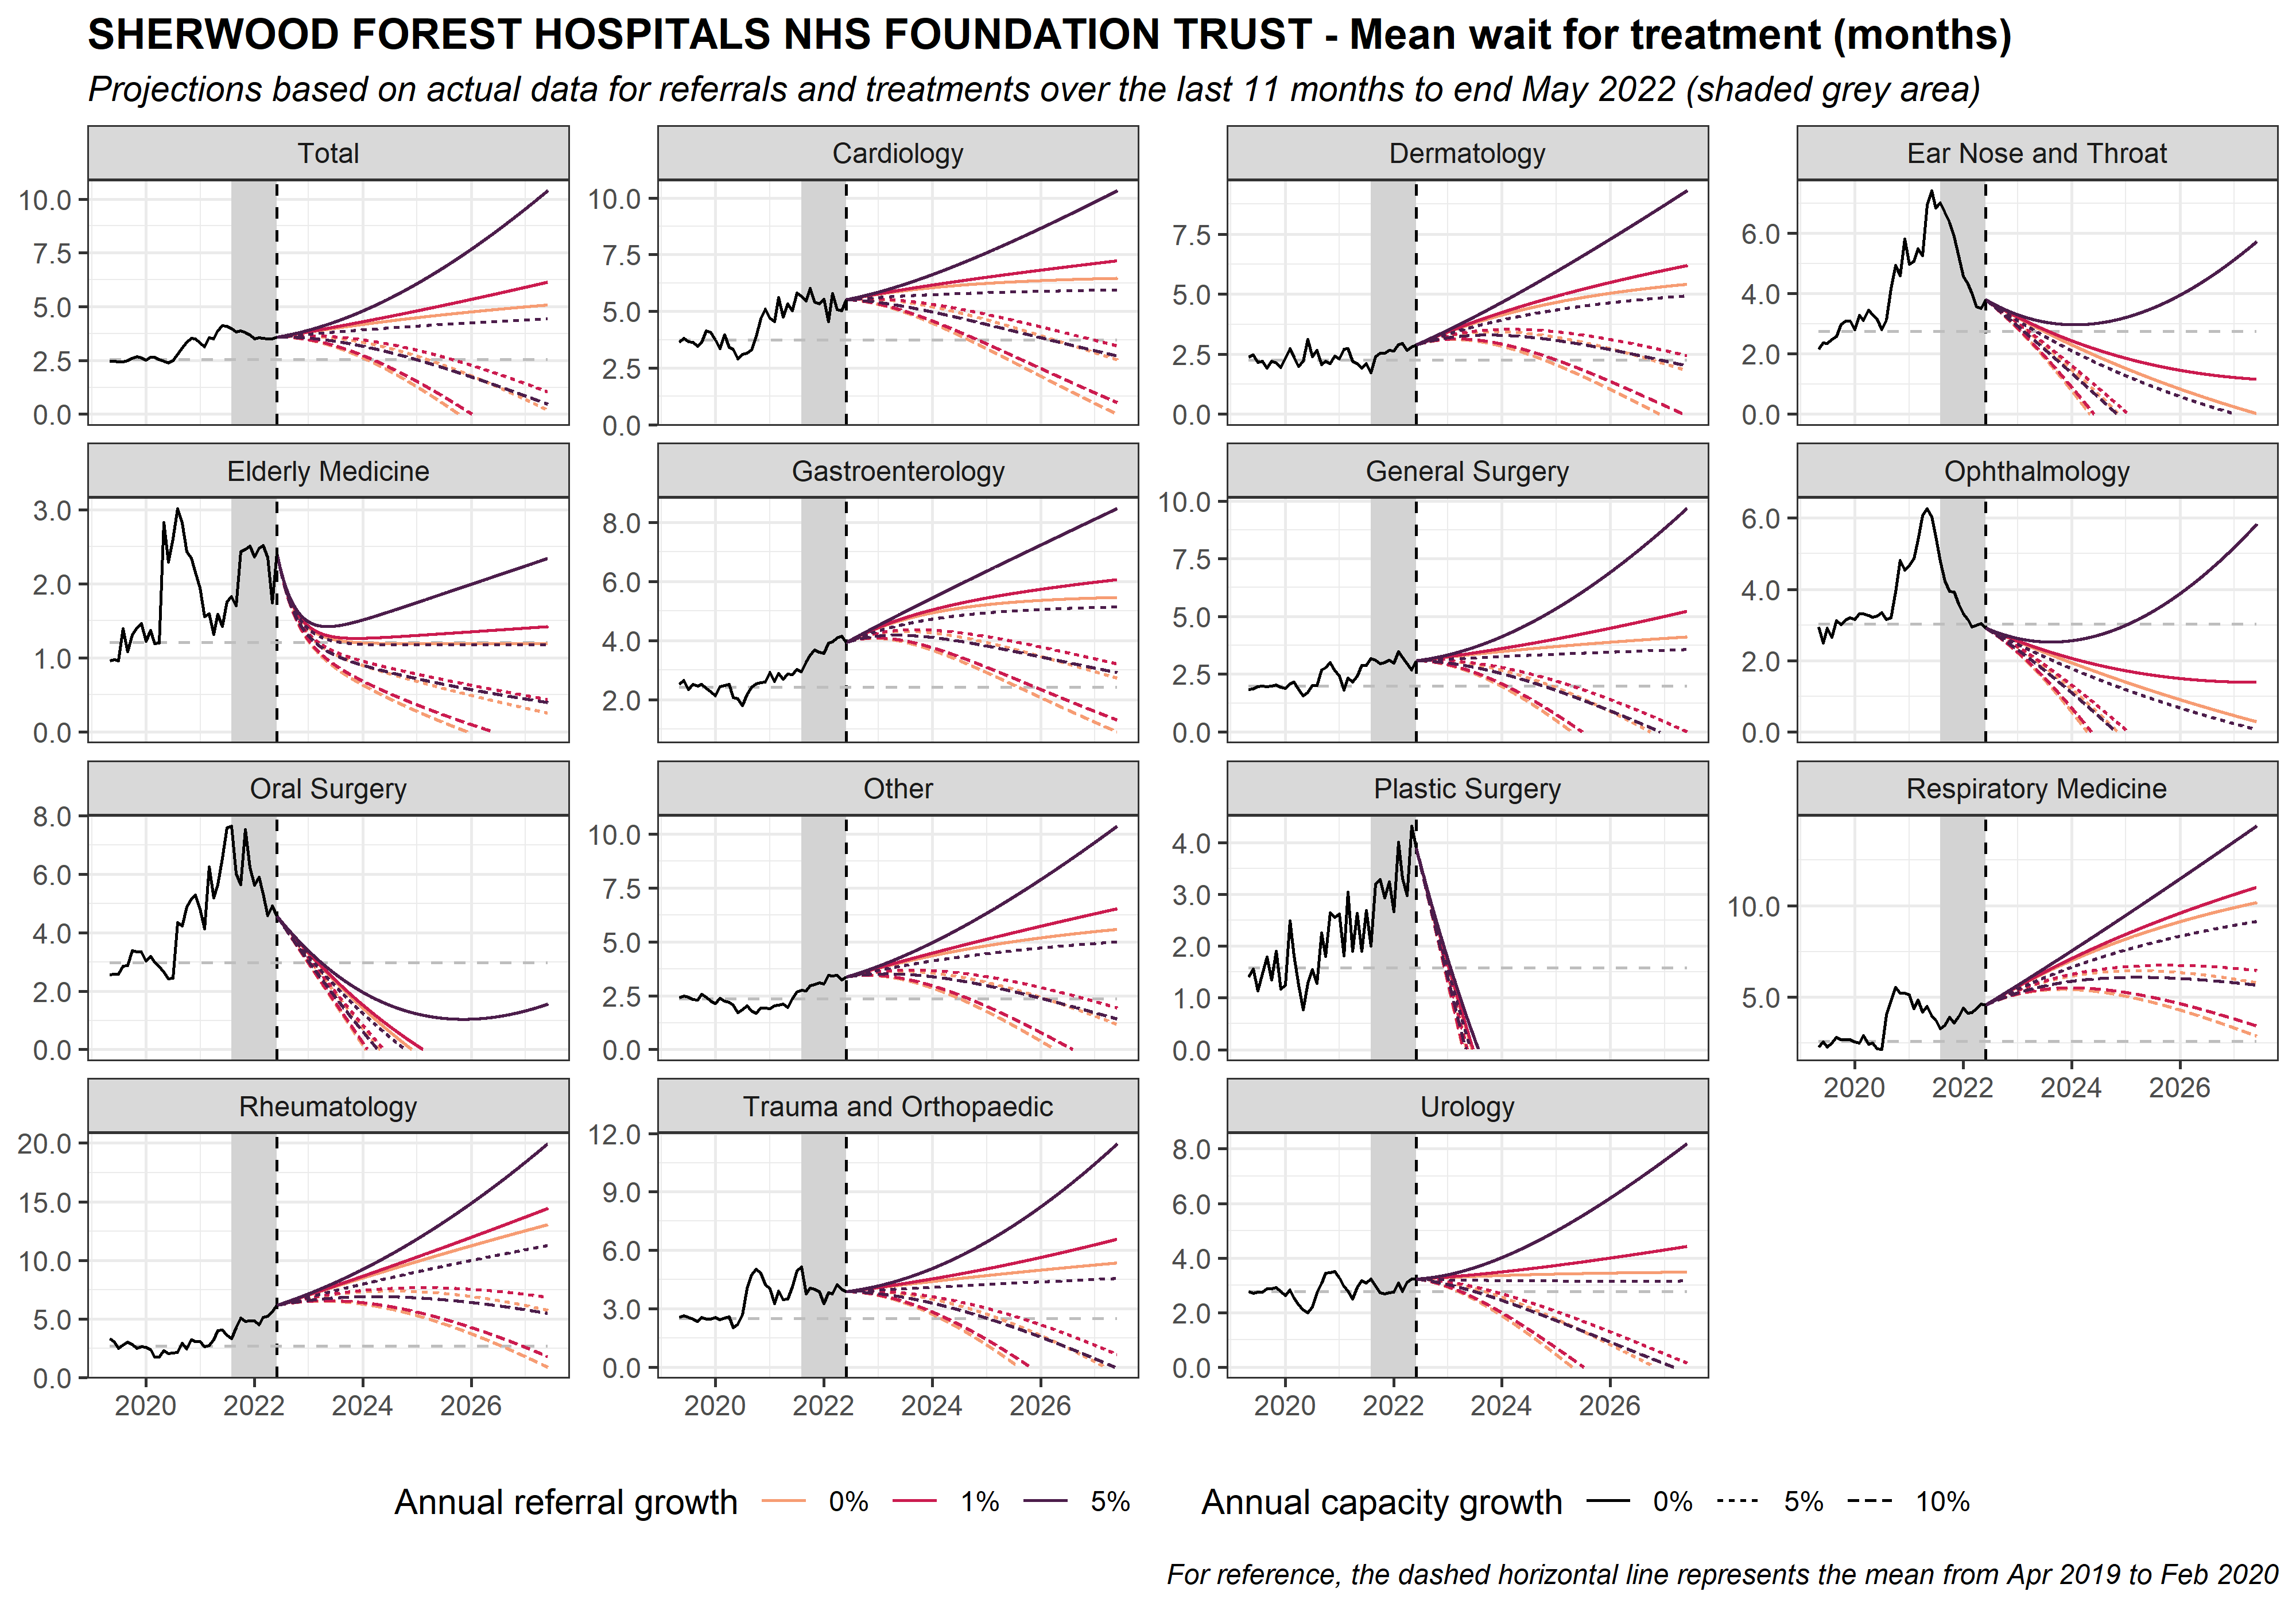 SHERWOOD FOREST HOSPITALS NHS FOUNDATION TRUST - Mean wait for treatment (months)
Projections based on actual data for referrals and treatments over the last 11 months to end May 2022 (shaded grey area)
Total
10.0
7.5
5.0
2.5
0.0
Cardiology
10.0
7.5
5.0
2.5
0.0
Dermatology
7.5
5.0
2.5
0.0
Ear Nose and Throat
6.0
4.0
2.0
0.0
Elderly Medicine
3.0
2.0
1.0
0.0
Gastroenterology
8.0
6.0
4.0
2.0
General Surgery
10.0
7.5
5.0
2.5
0.0
Ophthalmology
6.0
4.0
2.0
0.0
Oral Surgery
8.0
6.0
4.0
2.0
0.0
Other
10.0
7.5
5.0
2.5
0.0
Plastic Surgery
4.0
3.0
2.0
1.0
0.0
Respiratory Medicine
10.0
5.0
2020 2022 2024 2026
Rheumatology
20.0
15.0
10.0
5.0
0.0
2020 2022 2024 2026
Trauma and Orthopaedic
12.0
9.0
6.0
3.0
0.0
2020 2022 2024 2026
Urology
8.0
6.0
4.0
2.0
0.0
2020 2022 2024 2026
Annual referral growth 0% 1% 5%
Annual capacity growth 0% 5% 10%
For reference, the dashed horizontal line represents the mean from Apr 2019 to Feb 2020